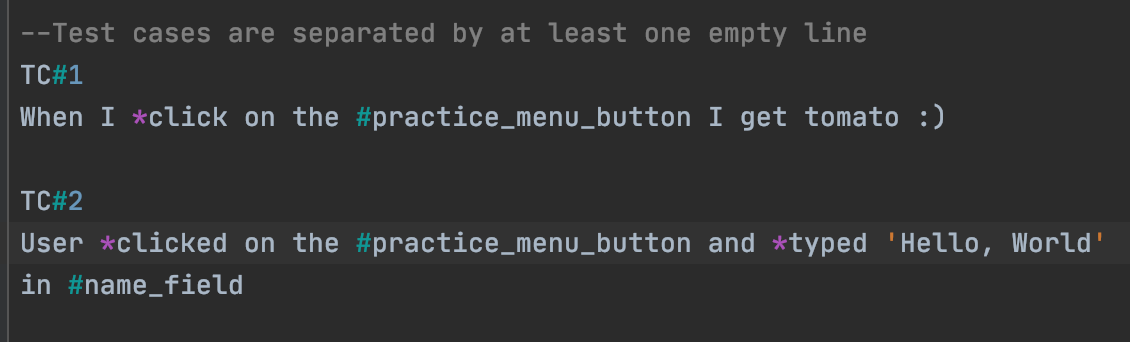 --Test cases are separated by at least one empty line
TC#1
When I *click on the #practice_menu_button I get tomato :)
TC#2
User *clicked on the #practice_menu_button and *typed 'Hello, World'
in #name_field